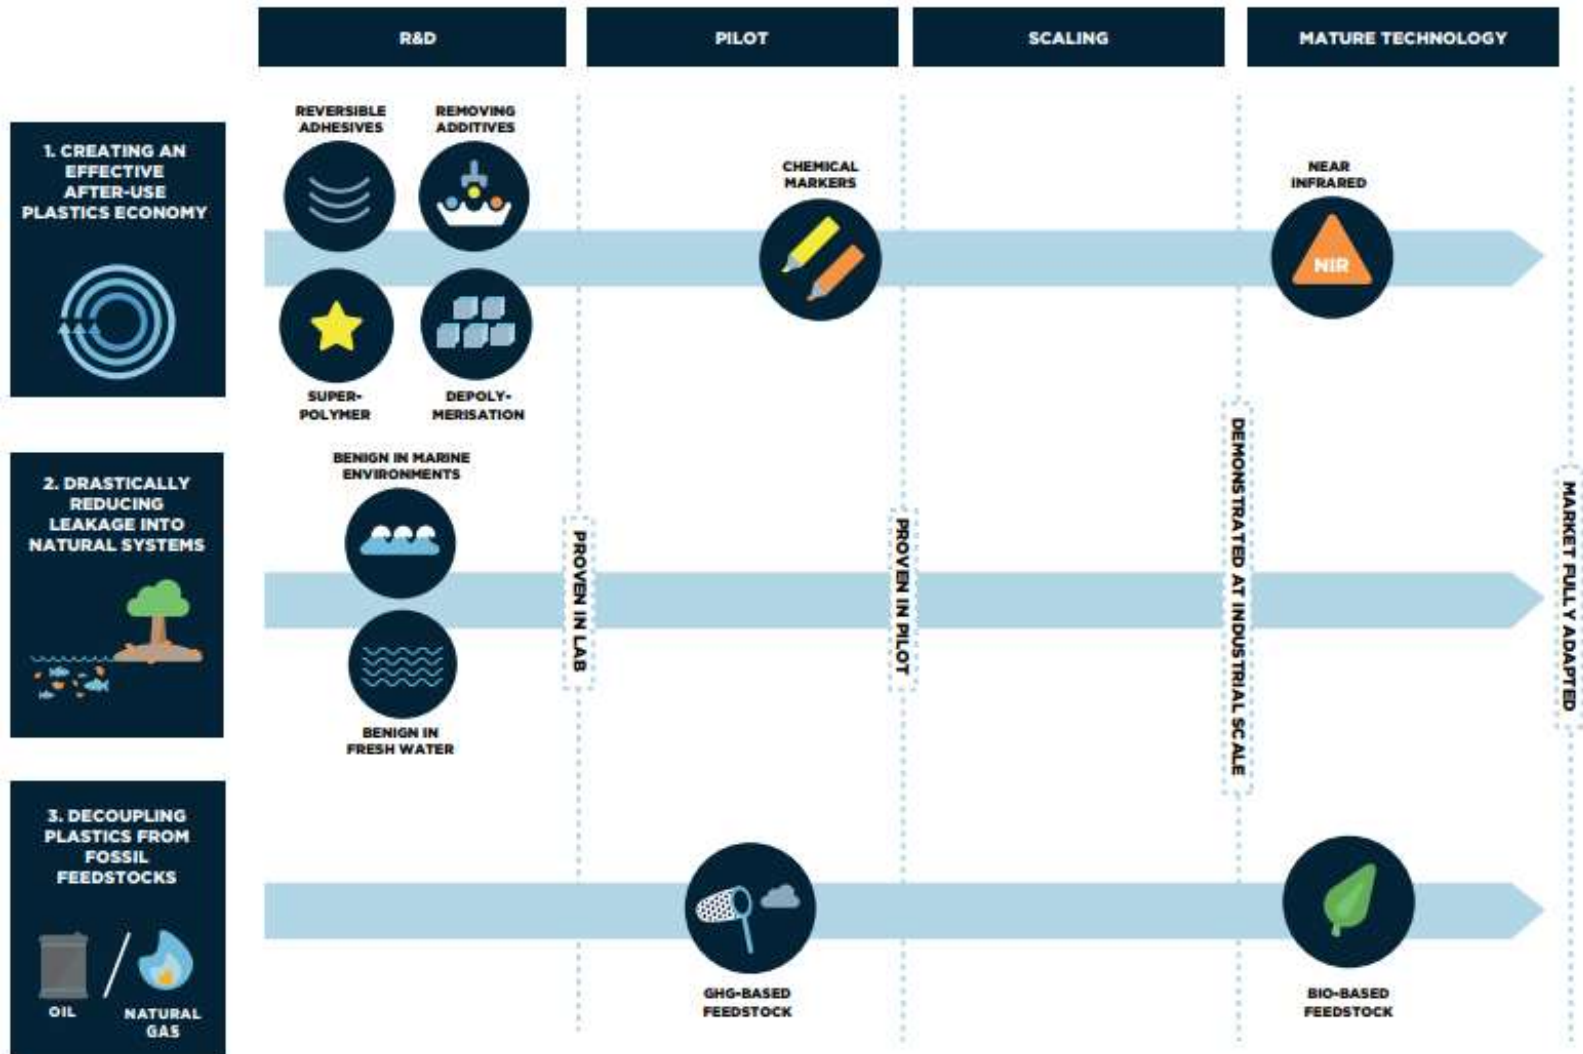 R&D
PILOT
SCALING
MATURE TECHNOLOGY
1. CREATING AN
EFFECTIVE
AFTER-USE
PLASTICS ECONOMY
REVERSIBLE
ADHESIVES
REMOVING
ADDITIVES
SUPER-
POLYMER
DEPOLY-
MERISATION
CHEMICAL
MARKERS
NEAR
INFRARED
NIR
2. DRASTICALLY
REDUCING
LEAKAGE INTO
NATURAL SYSTEMS
BENIGN IN MARINE
ENVIRONMENTS
BENIGN IN
FRESH WATER
PROVEN IN LAB
PROVEN IN PILOT
DEMONSTRATED AT INDUSTRIAL SCALE
MARKET FULLY ADAPTED
3. DECOUPLING
PLASTICS FROM
FOSSIL
FEEDSTOCKS
OIL
NATURAL
GAS
GHG-BASED
FEEDSTOCK
BIO-BASED
FEEDSTOCK